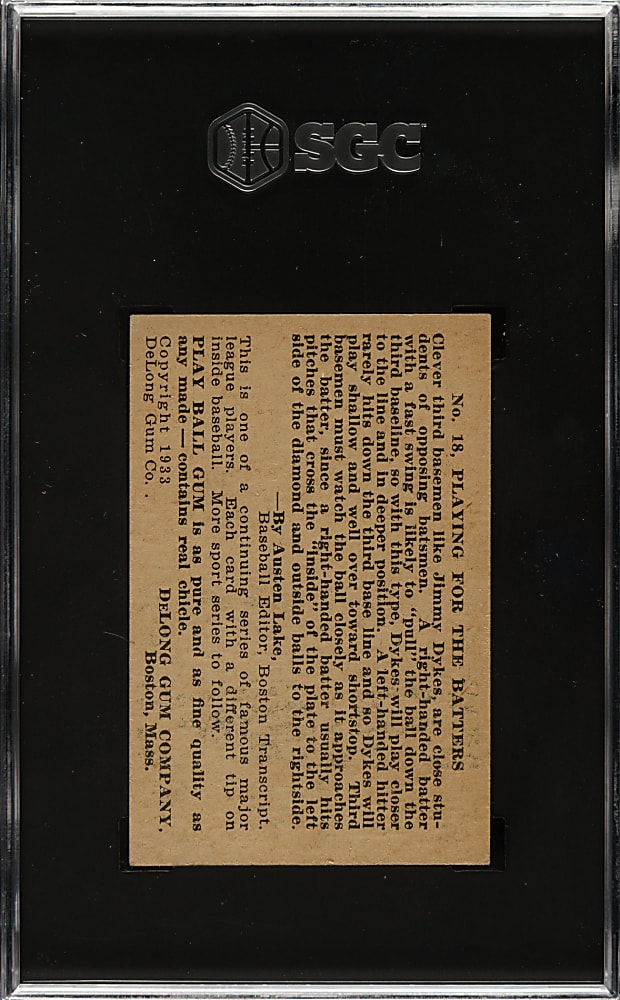 SGC
No. 18, PLAYING FOR THE BATTERS
Clever third basemen like Jimmy Dykes, are close stu-
dents of opposing batsmen. A right-handed batter
with a fast swing is likely to "pull" the ball down the
third baseline, so with this type, Dykes will play closer
to the line and in deeper position. A left-handed hitter
rarely hits down the third base line and so Dykes will
play shallow and well over toward shortstop. Third
basemen must watch the ball closely as it approaches
the batter, since a right-handed batter usually hits
pitches that cross the "inside" of the plate to the left
side of the diamond and outside balls to the rightside.
—By Austen Lake,
Baseball Editor, Boston Transcript.
This is one of a continuing series of famous major
league players. Each card with a different tip on
inside baseball. More sport series to follow.
PLAY BALL GUM is as pure and as fine quality as
any made — contains real chicle.
Copyright 1933 DELONG GUM COMPANY,
DeLong Gum Co. . Boston, Mass.